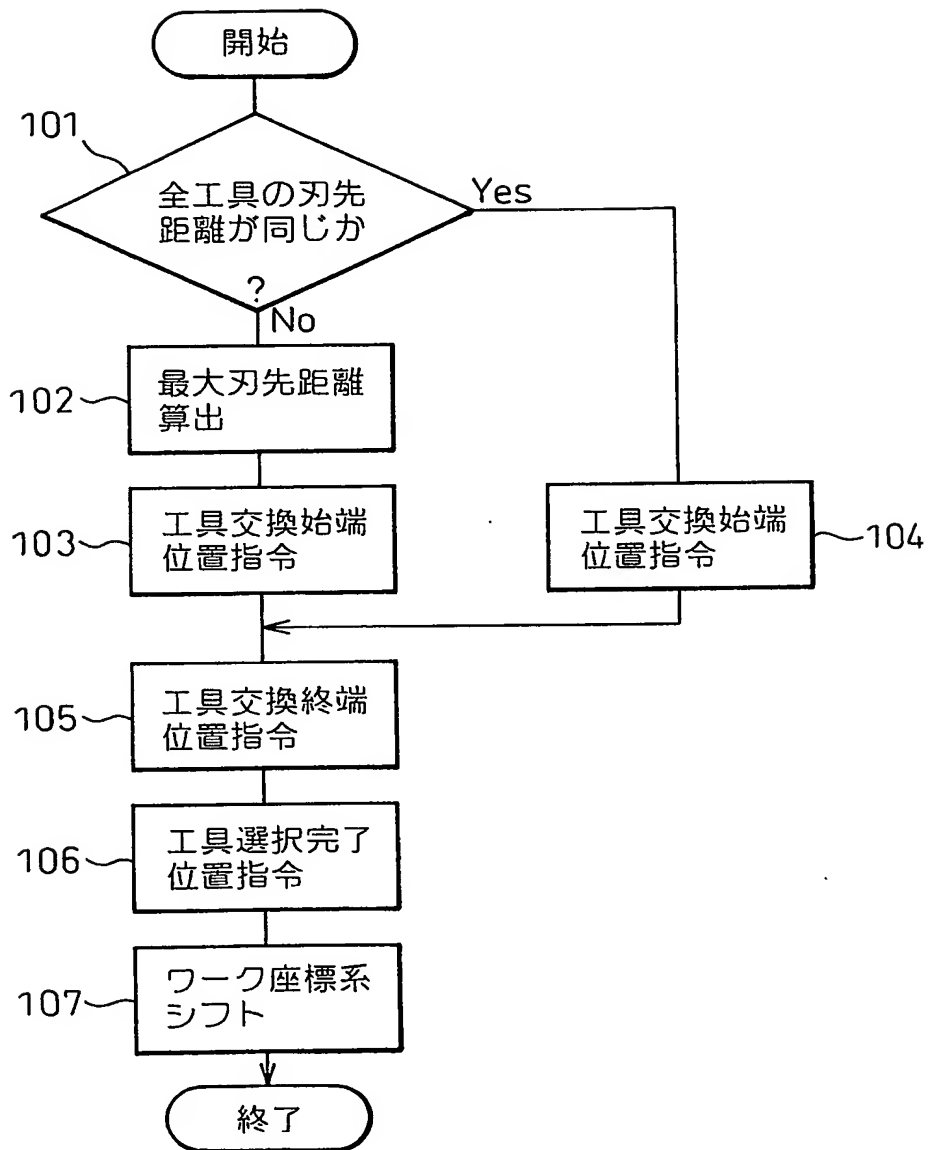 開始
101
全工具の刃先
距離が同じか
?
Yes
No
102
最大刃先距離
算出
103
工具交換始端
位置指令
工具交換始端
位置指令
104
105
工具交換終端
位置指令
106
工具選択完了
位置指令
107
ワーク座標系
シフト
終了